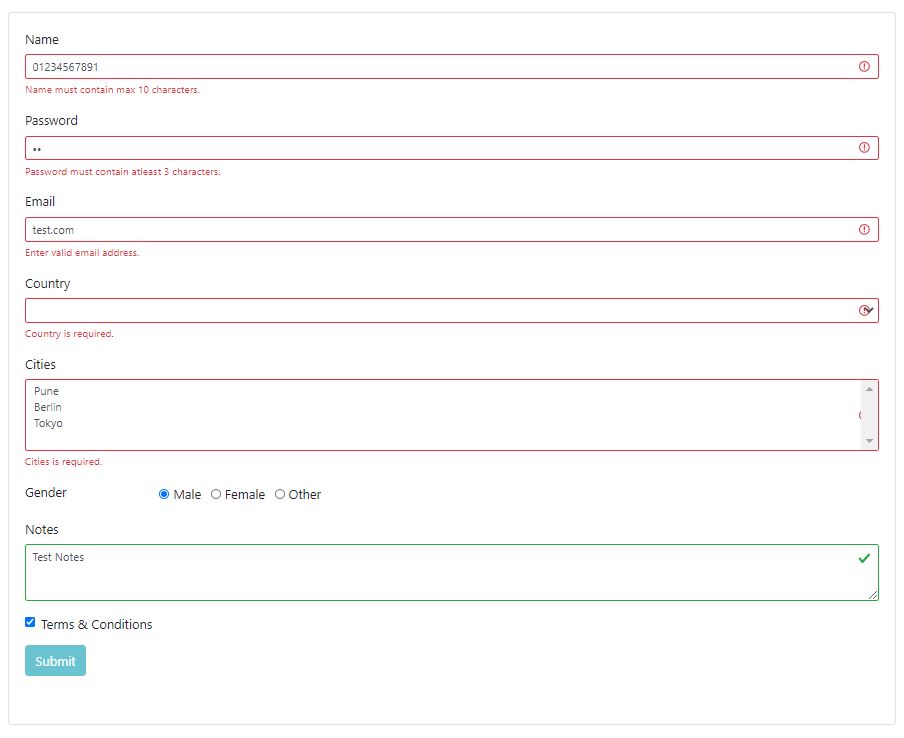 Name
01234567891
Name must contain max 10 characters.
Password
••
Password must contain atleast 3 characters.
Email
test.com
Enter valid email address.
Country
Country is required.
Cities
Pune
Berlin
Tokyo
Cities is required.
Gender Male Female Other
Notes
Test Notes
Terms & Conditions
Submit